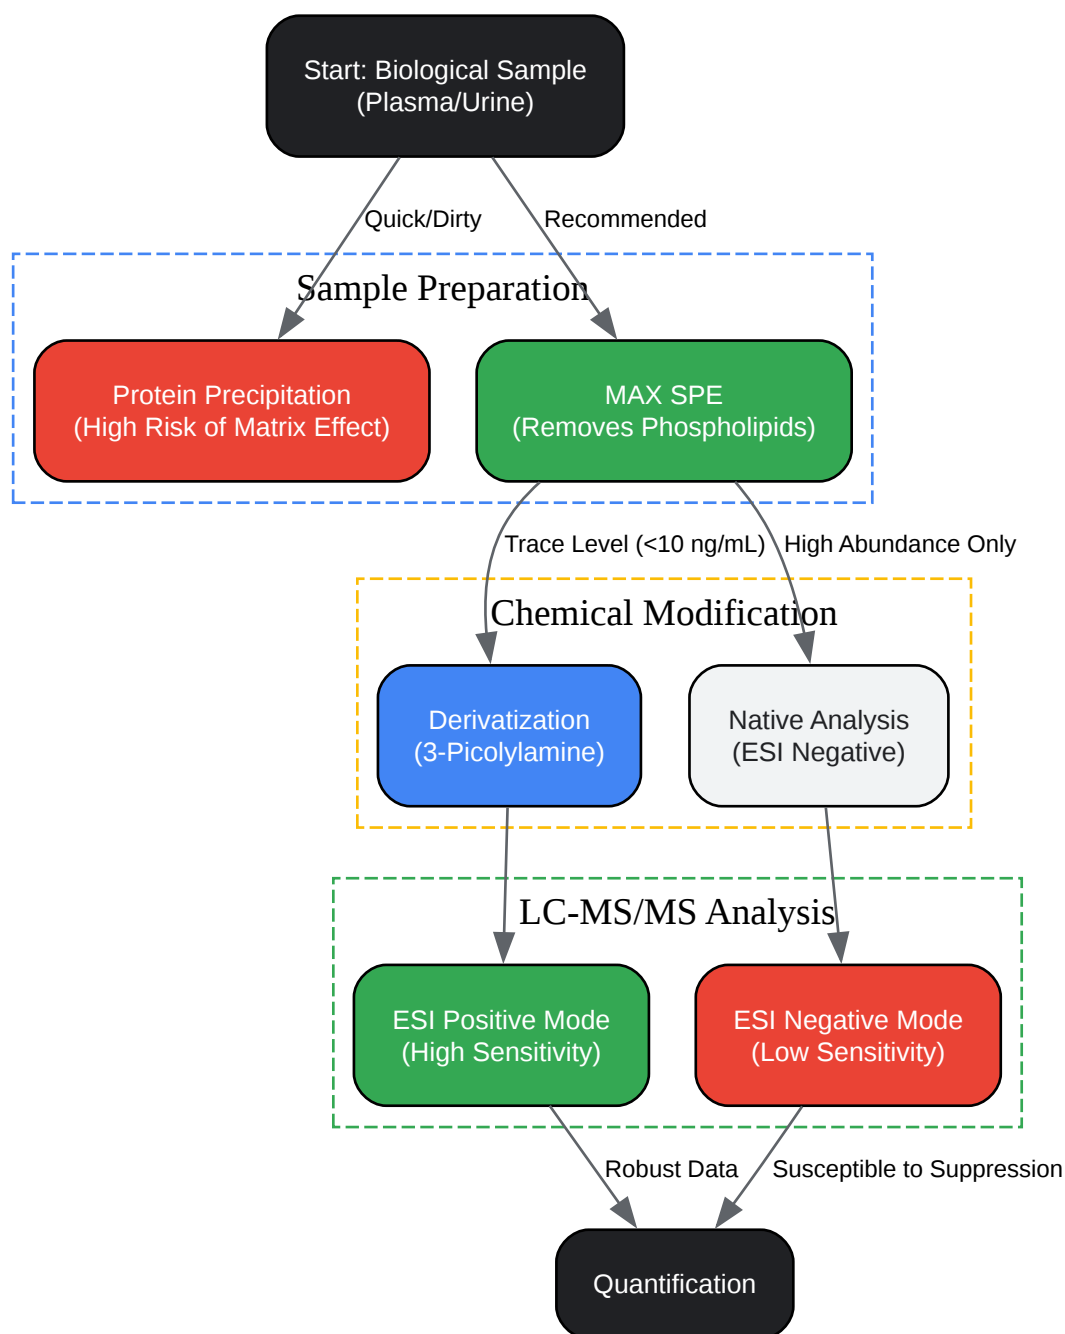 Start: Biological Sample
(Plasma/Urine)
Quick/Dirty
Recommended
Sample Preparation
Protein Precipitation
(High Risk of Matrix Effect)
MAX SPE
(Removes Phospholipids)
Trace Level (<10 ng/mL)
High Abundance Only
Chemical Modification
Derivatization
(3-Picolylamine)
Native Analysis
(ESI Negative)
LC-MS/MS Analysis
ESI Positive Mode
(High Sensitivity)
ESI Negative Mode
(Low Sensitivity)
Robust Data
Susceptible to Suppression
Quantification